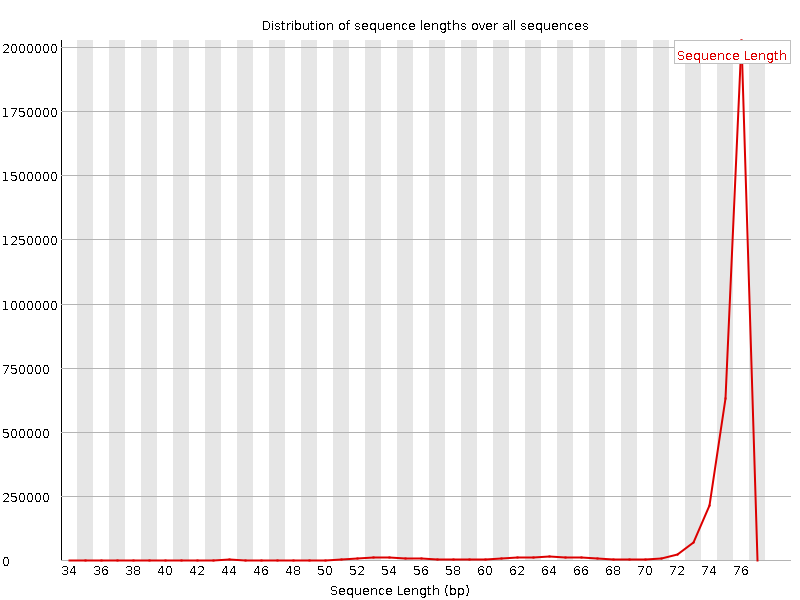 Distribution of sequence lengths over all sequences
Sequence Length
2000000
1750000
1500000
1250000
1000000
750000
500000
250000
0
34 36 38 40 42 44 46 48 50 52 54 56 58 60 62 64 66 68 70 72 74 76
Sequence Length (bp)